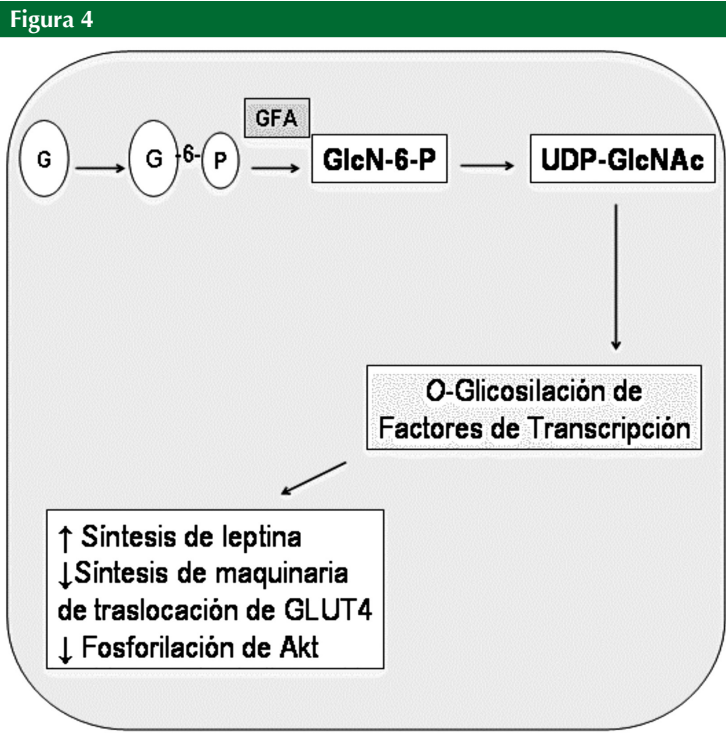 Figura 4
GFA
G
G -6- P
GlcN-6-P
UDP-GlcNAc
O-Glicosilación de
Factores de Transcripción
↑ Síntesis de leptina
↓Síntesis de maquinaria
de traslocación de GLUT4
↓ Fosforilación de Akt